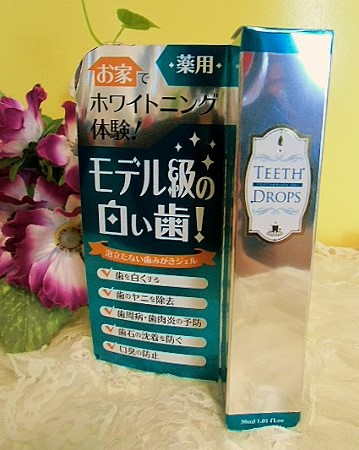 お家で
薬用
ホワイトニング
体験!
モデル級の
白い歯!
泡立たない歯みがきジェル
歯を白くする
歯のヤニを除去
歯周病・歯肉炎の予防
歯石の沈着を防ぐ
口臭の防止
TEETH
DROPS
30ml 1.01 fl.oz